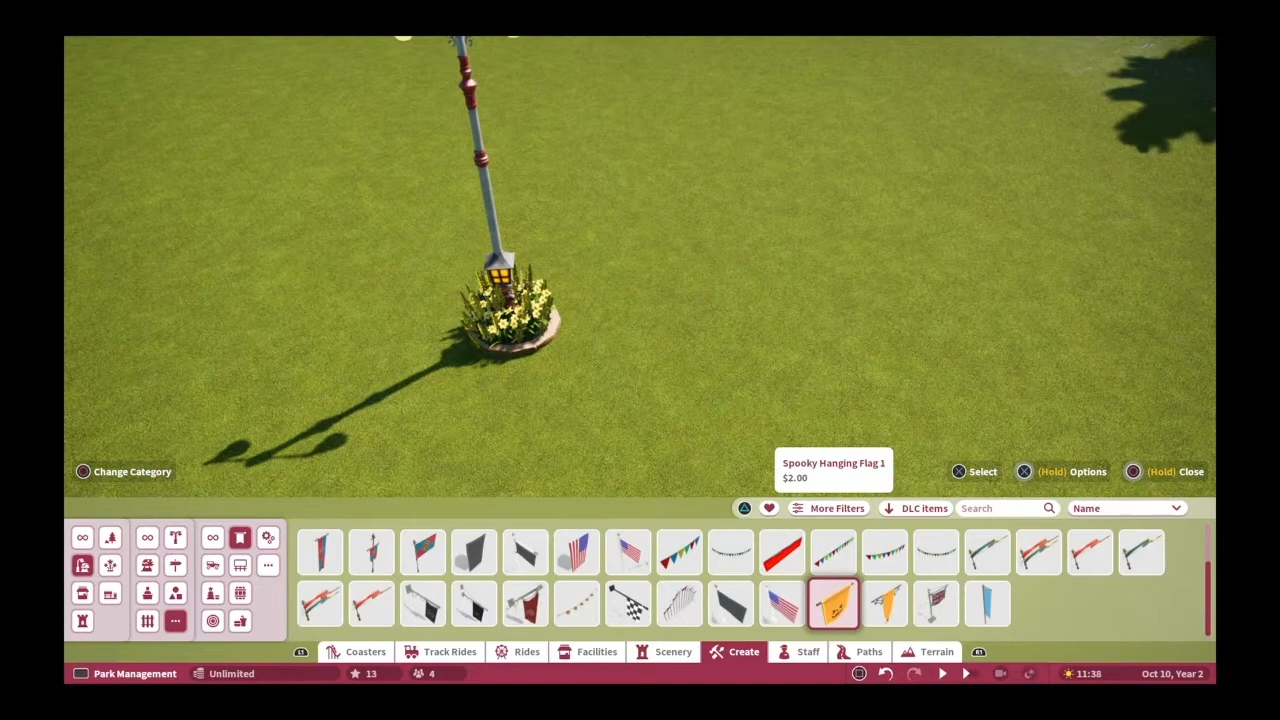 Spooky Hanging Flag 1
$2.00
Change Category
Select
(Hold) Options
(Hold) Close
More Filters
DLC items
Search
Name
L1
Coasters
Track Rides
Rides
Facilities
Scenery
Create
Staff
Paths
Terrain
R1
Park Management
Unlimited
13
4
11:38
Oct 10, Year 2